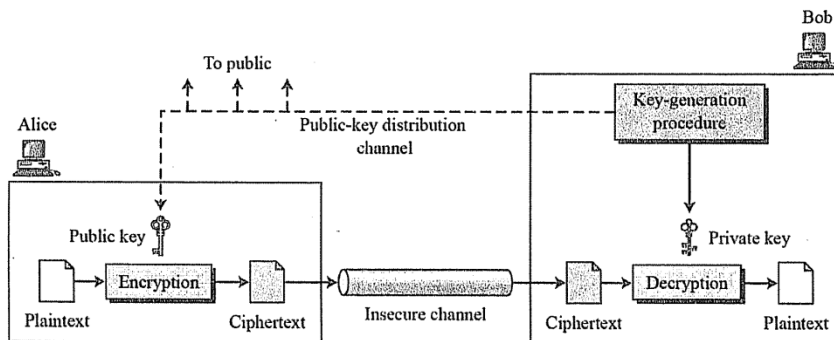 Bob
To public
Key-generation
procedure
Public-key distribution
channel
Alice
Public key
Private key
Encryption
Decryption
Plaintext
Ciphertext
Insecure channel
Ciphertext
Plaintext